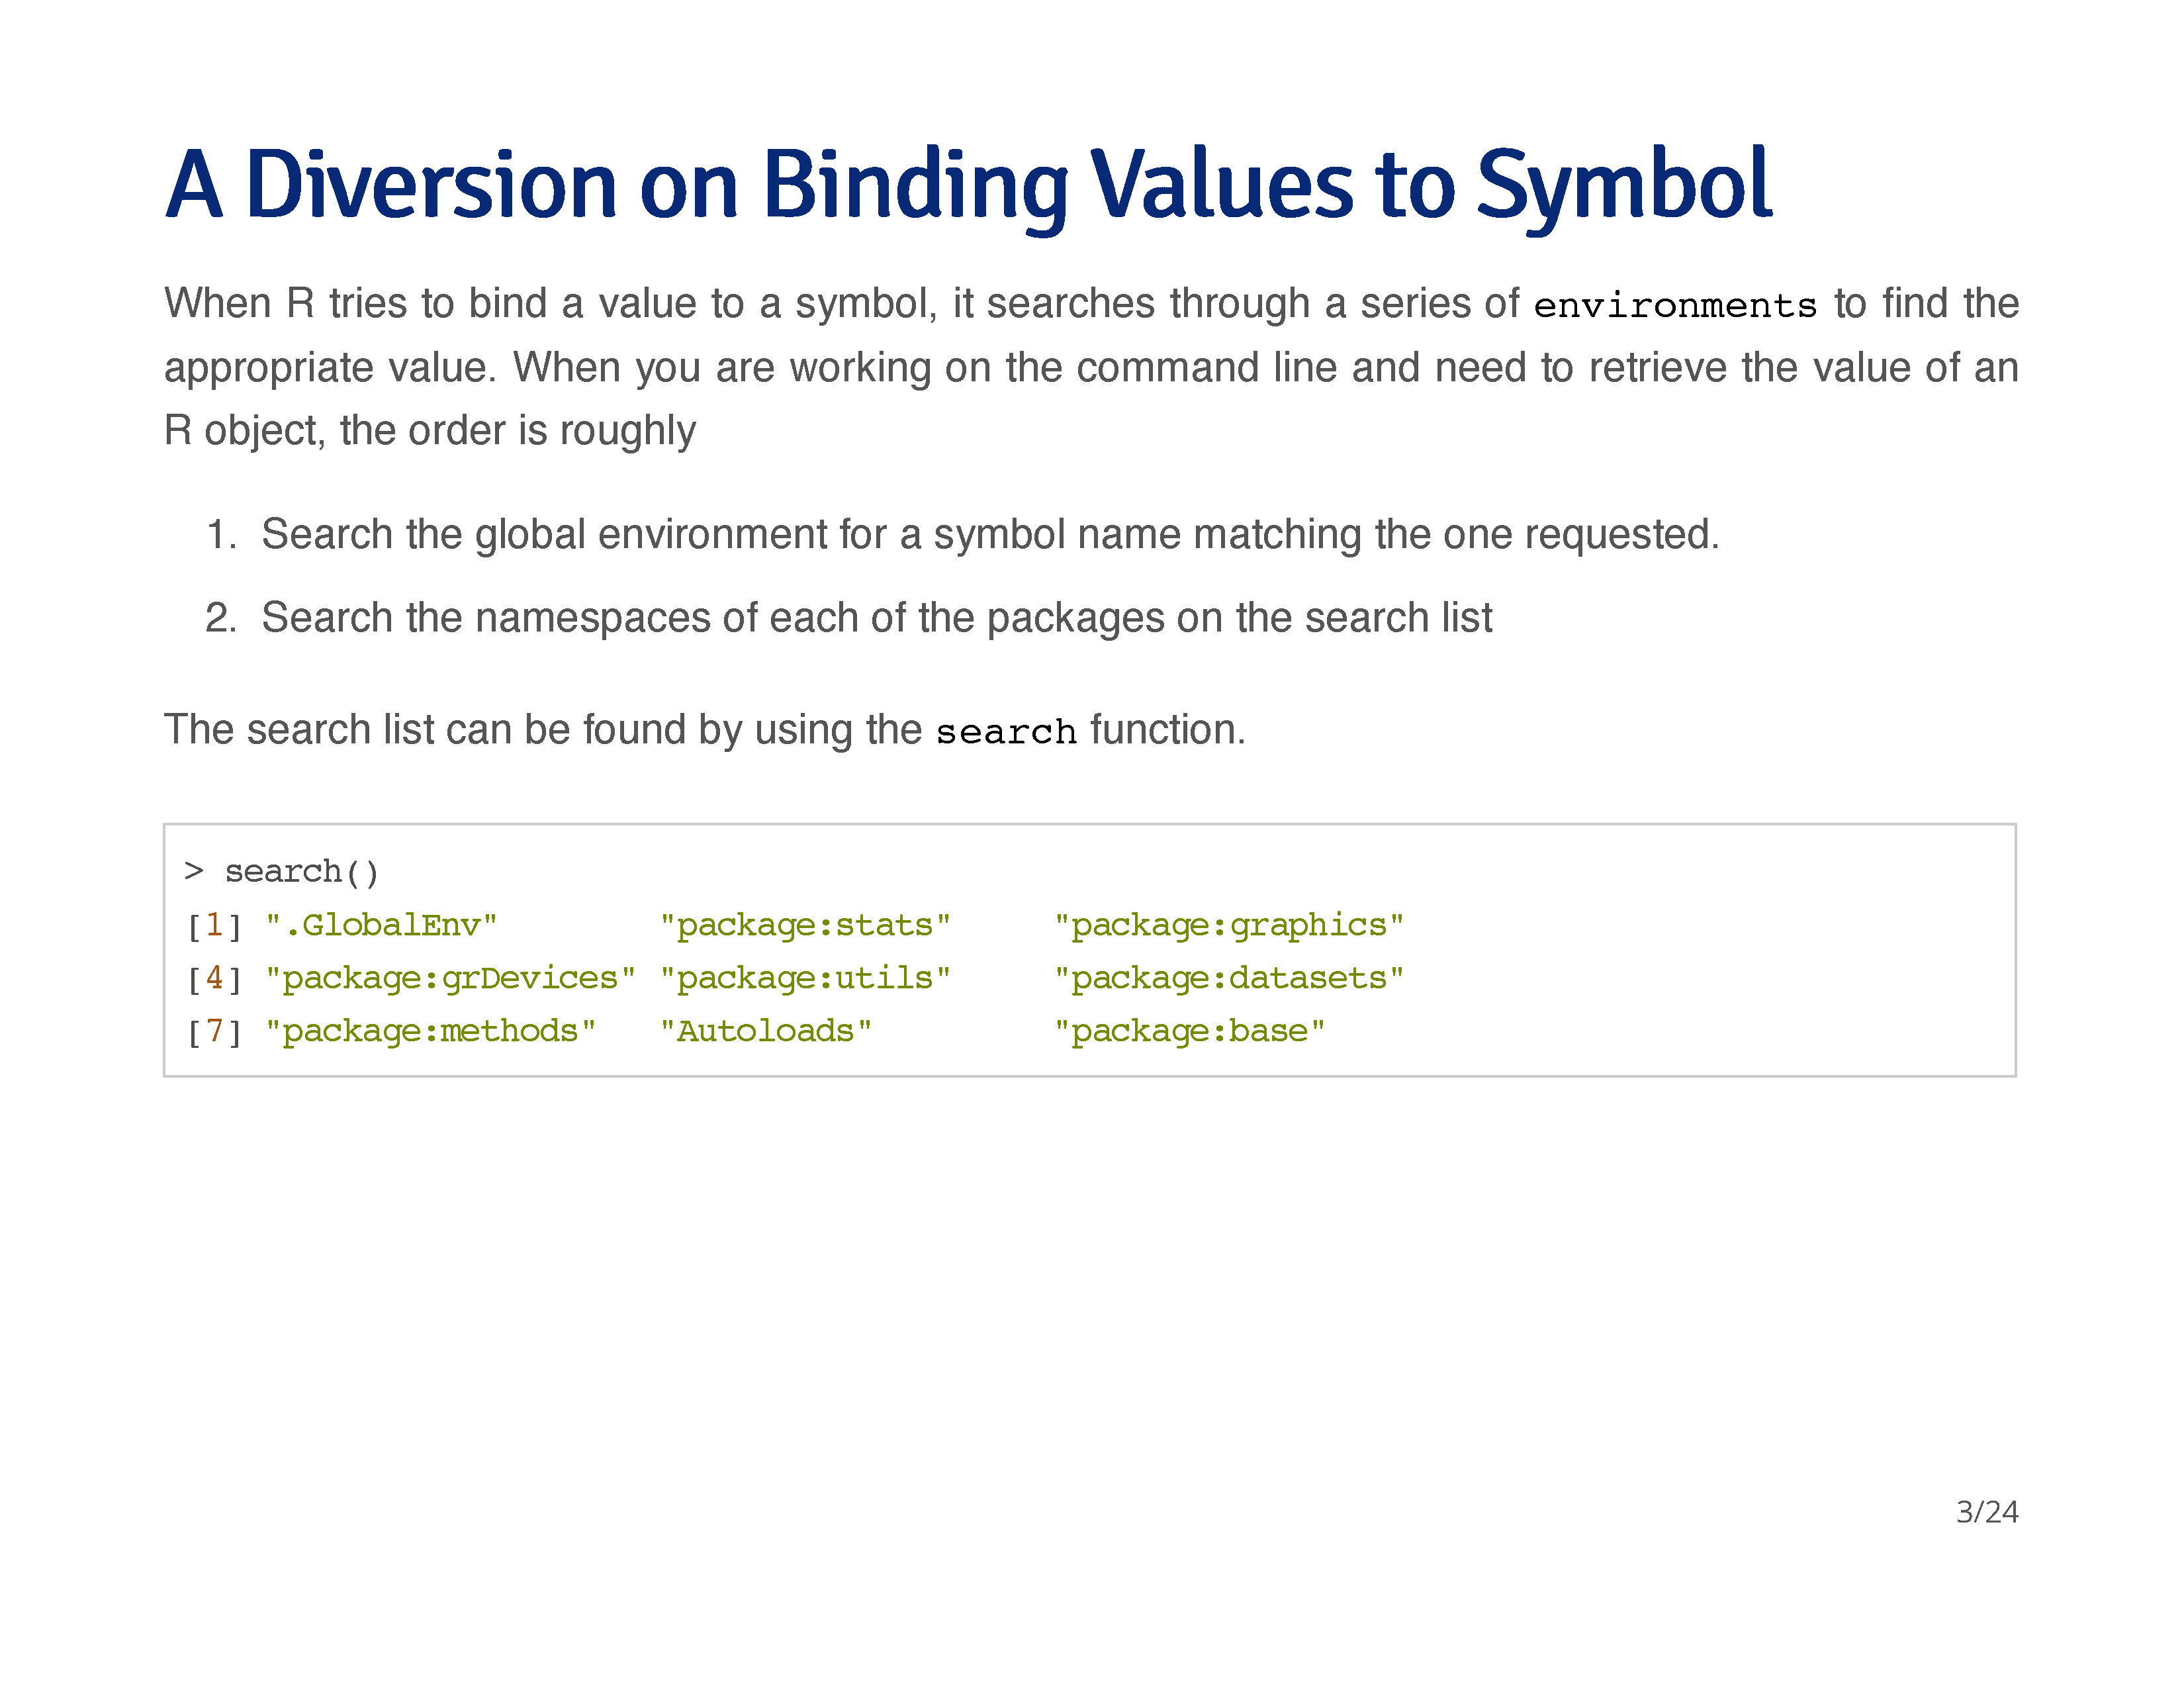 A Diversion on Binding Values to Symbol
When R tries to bind a value to a symbol, it searches through a series of environments to find the
appropriate value. When you are working on the command line and need to retrieve the value of an
R object, the order is roughly
1. Search the global environment for a symbol name matching the one requested.
2. Search the namespaces of each of the packages on the search list
The search list can be found by using the search function.
> search()
[1] ".GlobalEnv" "package:stats" "package:graphics"
[4] "package:grDevices" "package:utils" "package:datasets"
[7] "package:methods" "Autoloads" "package:base"
3/24